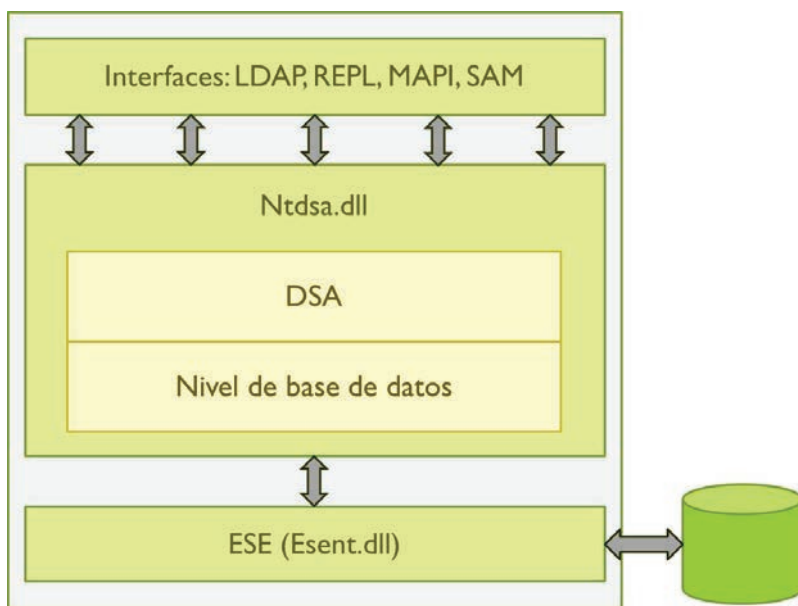 Interfaces: LDAP, REPL, MAPI, SAM
Ntdsa.dll
DSA
Nivel de base de datos
ESE (Esent.dll)